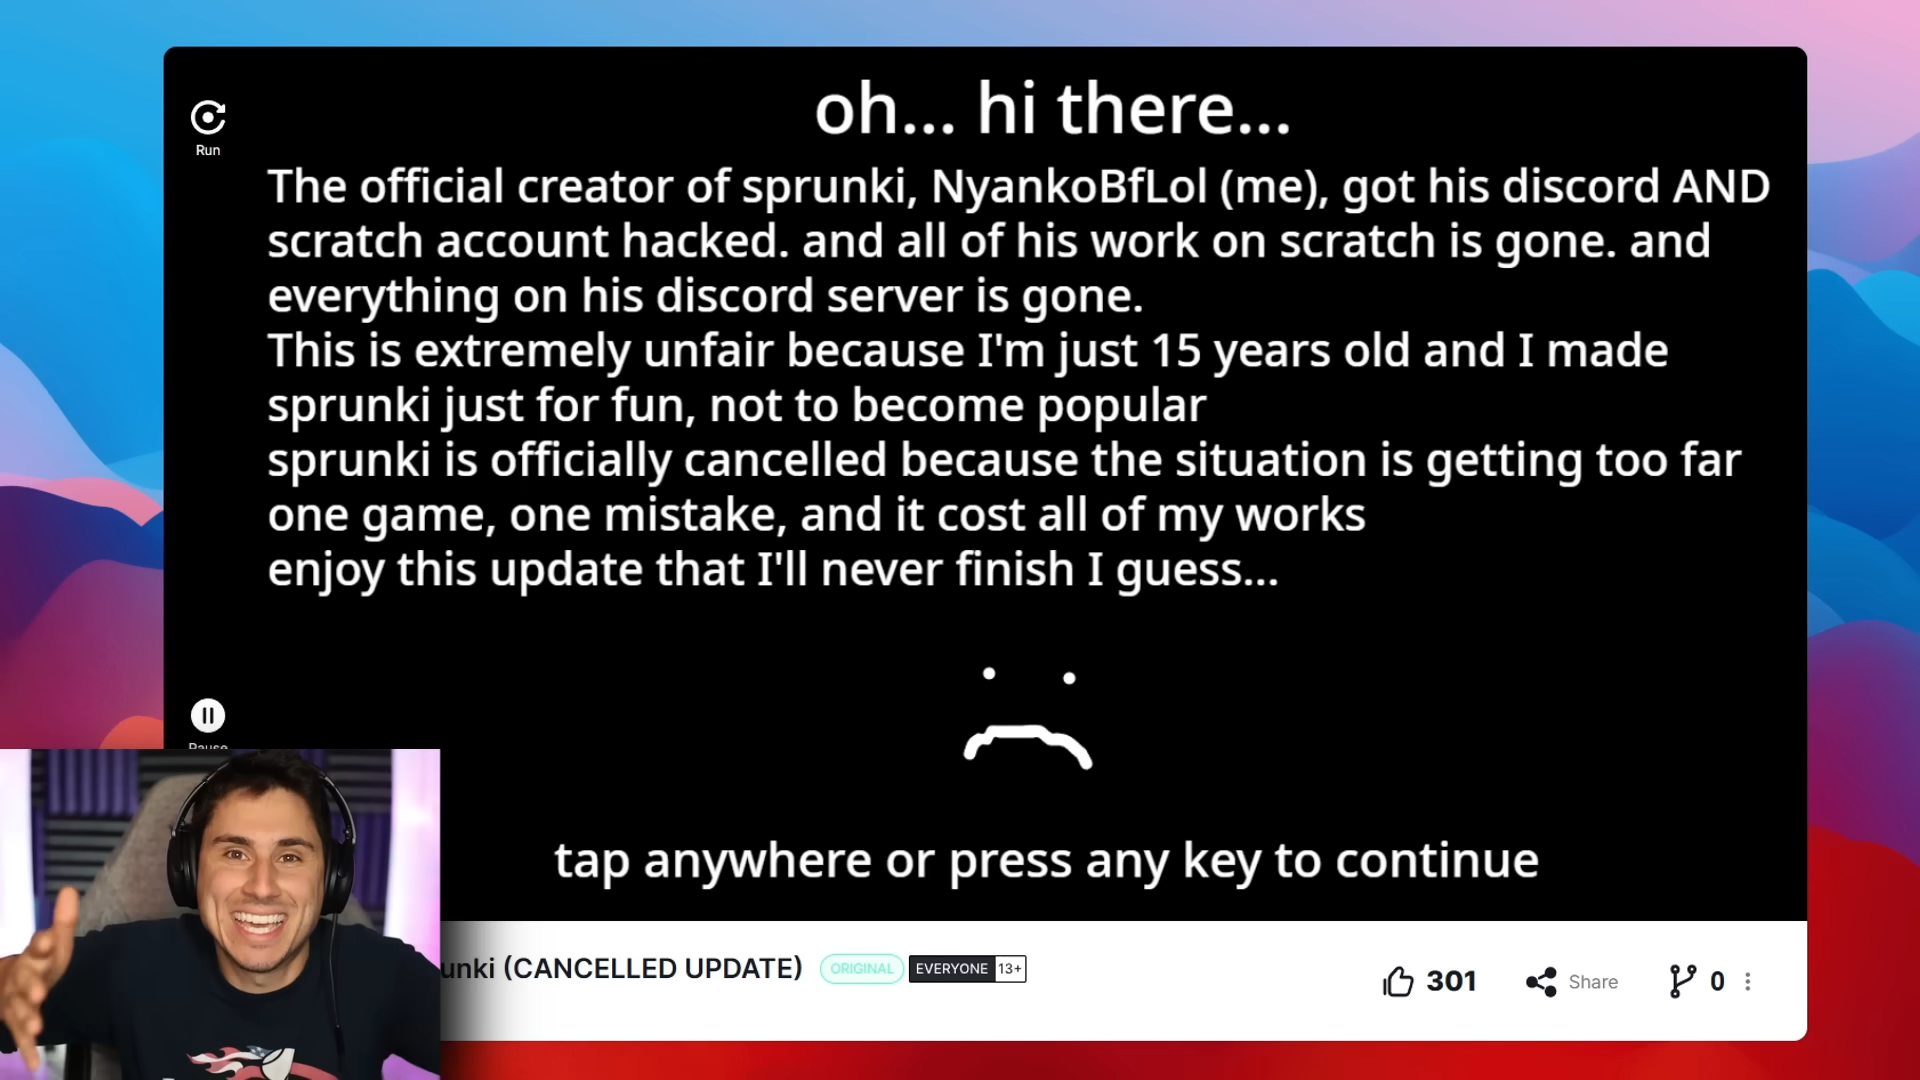 oh... hi there...
Run
The official creator of sprunki, NyankoBfLol (me), got his discord AND
scratch account hacked. and all of his work on scratch is gone. and
everything on his discord server is gone.
This is extremely unfair because I'm just 15 years old and I made
sprunki just for fun, not to become popular
sprunki is officially cancelled because the situation is getting too far
one game, one mistake, and it cost all of my works
enjoy this update that I'll never finish I guess...
Pause
tap anywhere or press any key to continue
unki (CANCELLED UPDATE) ORIGINAL EVERYONE 13+ 301 Share 0